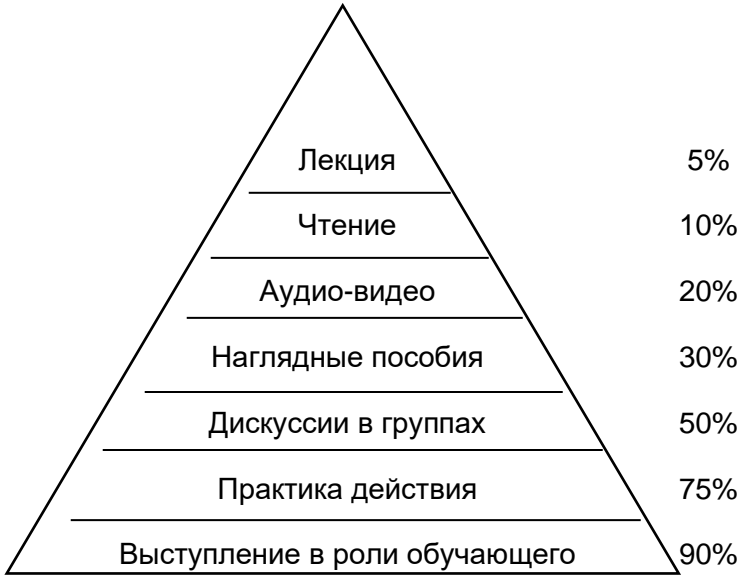 Лекция 5%
Чтение 10%
Аудио-видео 20%
Наглядные пособия 30%
Дискуссии в группах 50%
Практика действия 75%
Выступление в роли обучающего 90%